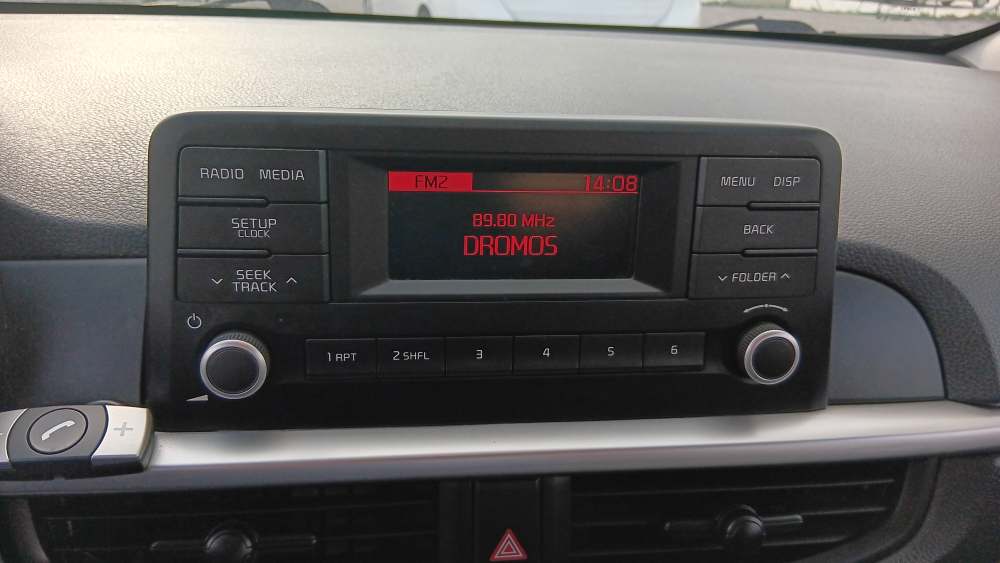 RADIO MEDIA
SETUP
CLOCK
SEEK
TRACK
FM2 14:08
89.80 MHz
DROMOS
MENU DISP
BACK
FOLDER
1 RPT 2 SHFL 3 4 5 6